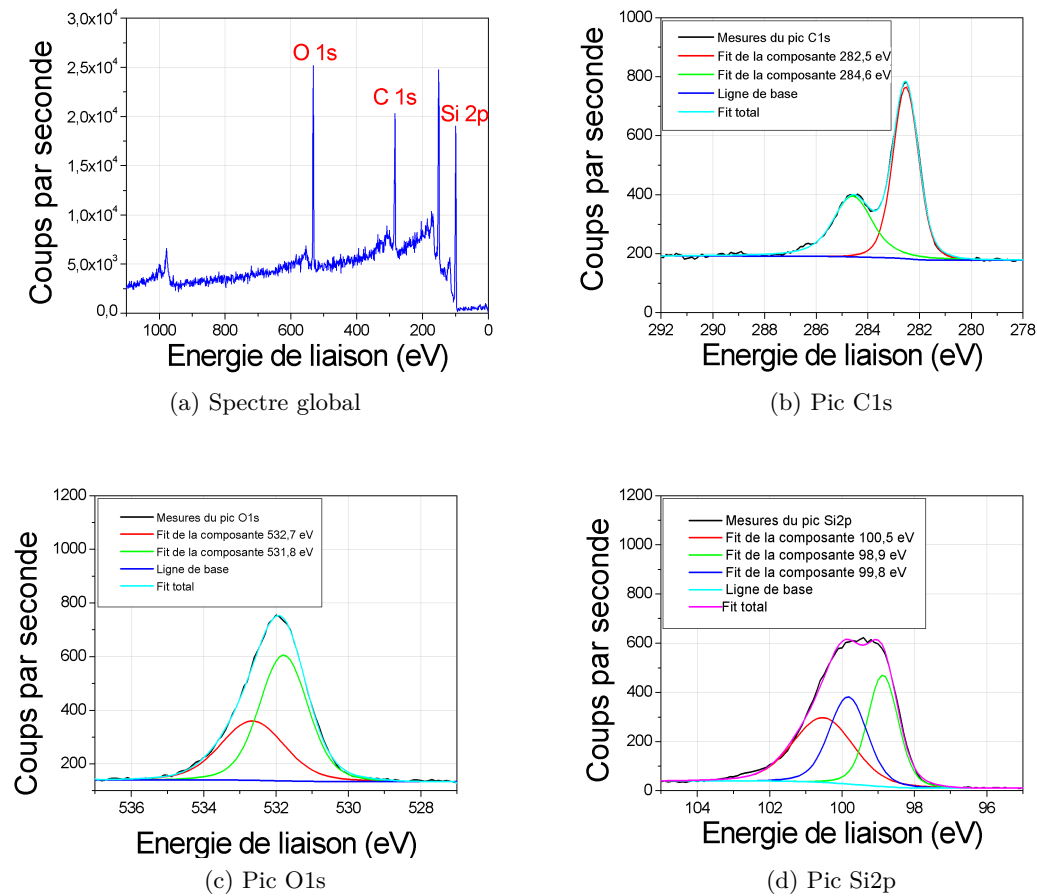 3,0x10⁴
2,5x10⁴
2,0x10⁴
1,5x10⁴
1,0x10⁴
5,0x10³
0,0
Coups par seconde
O 1s
C 1s
Si 2p
1000 800 600 400 200 0
Energie de liaison (eV)
(a) Spectre global
1000
800
600
400
200
0
Coups par seconde
Mesures du pic C1s
Fit de la composante 282,5 eV
Fit de la composante 284,6 eV
Ligne de base
Fit total
292 290 288 286 284 282 280 278
Energie de liaison (eV)
(b) Pic C1s
1200
1000
800
600
400
200
Coups par seconde
Mesures du pic O1s
Fit de la composante 532,7 eV
Fit de la composante 531,8 eV
Ligne de base
Fit total
536 534 532 530 528
Energie de liaison (eV)
(c) Pic O1s
1200
1000
800
600
400
200
0
Coups par seconde
Mesures du pic Si2p
Fit de la composante 100,5 eV
Fit de la composante 98,9 eV
Fit de la composante 99,8 eV
Ligne de base
Fit total
104 102 100 98 96
Energie de liaison (eV)
(d) Pic Si2p